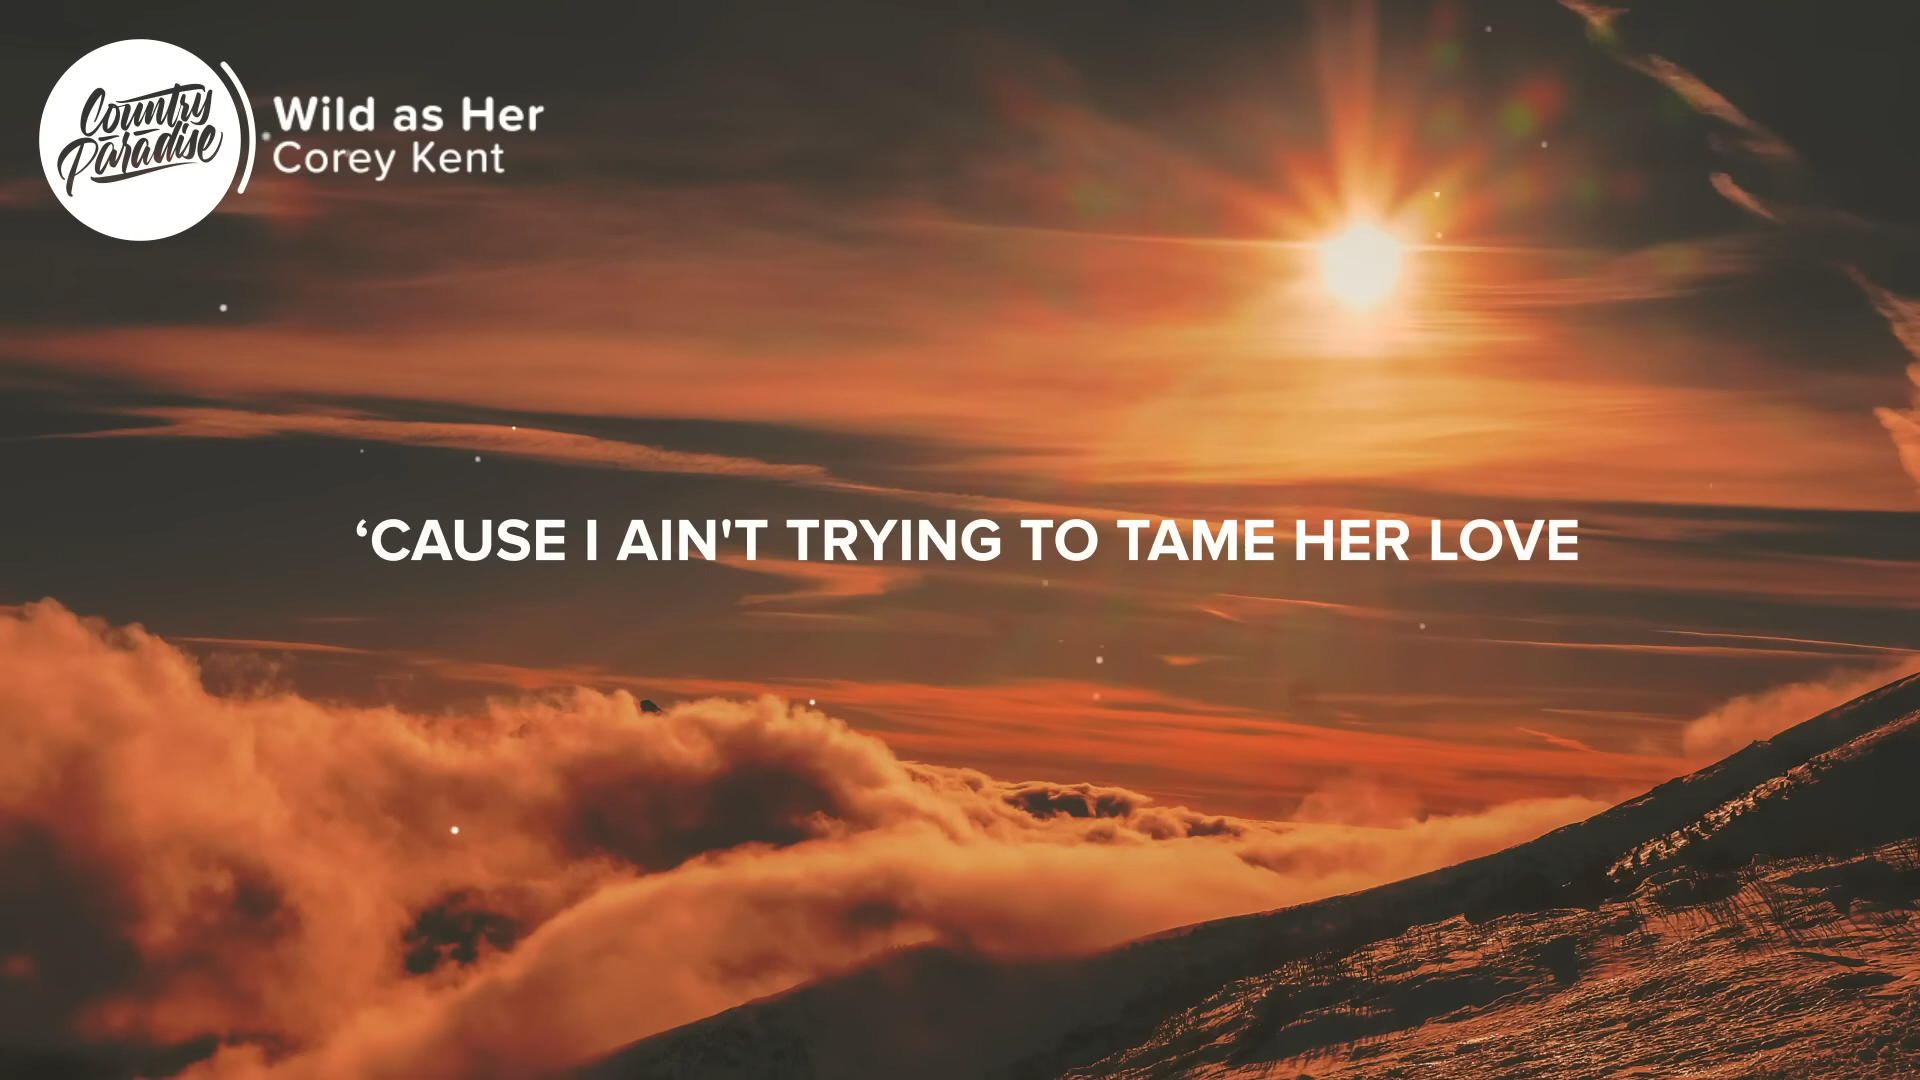 Country
Paradise
Wild as Her
Corey Kent
‘CAUSE I AIN'T TRYING TO TAME HER LOVE